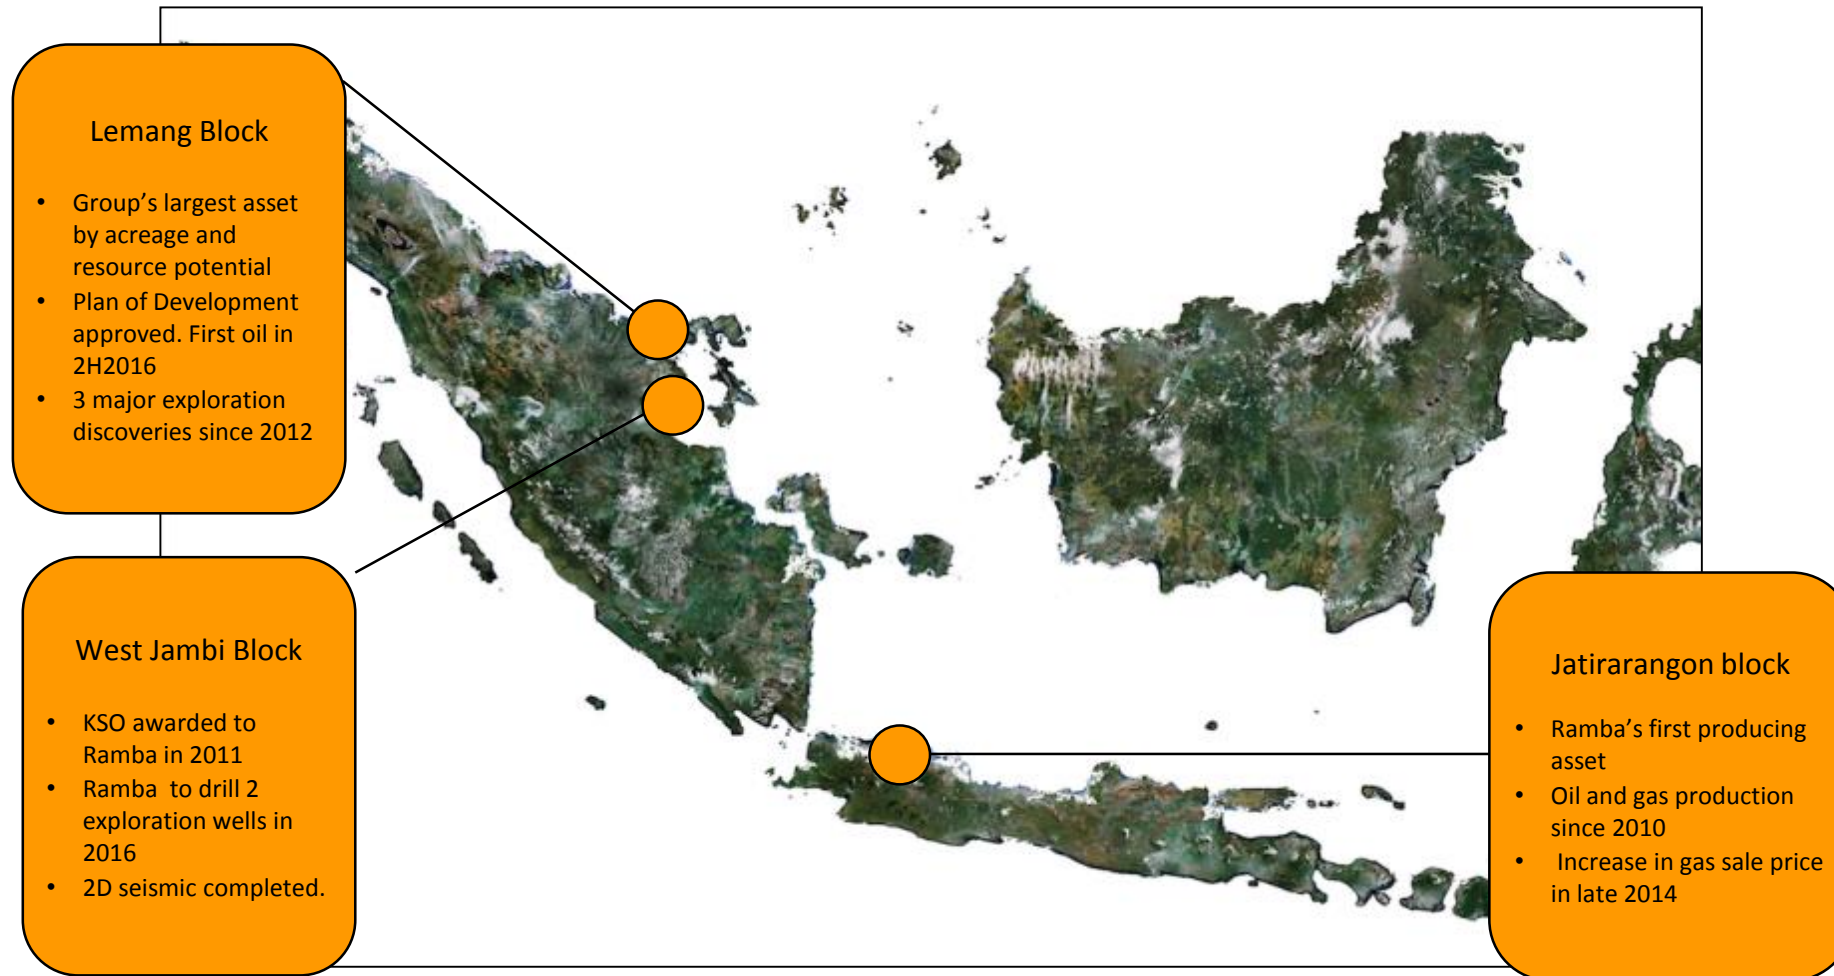 Lemang Block
• Group’s largest asset
by acreage and
resource potential
• Plan of Development
approved. First oil in
2H2016
• 3 major exploration
discoveries since 2012
West Jambi Block
• KSO awarded to
Ramba in 2011
• Ramba  to drill 2
exploration wells in
2016
• 2D seismic completed.
Jatirarangon block
• Ramba’s first producing
asset
• Oil and gas production
since 2010
• Increase in gas sale price
in late 2014